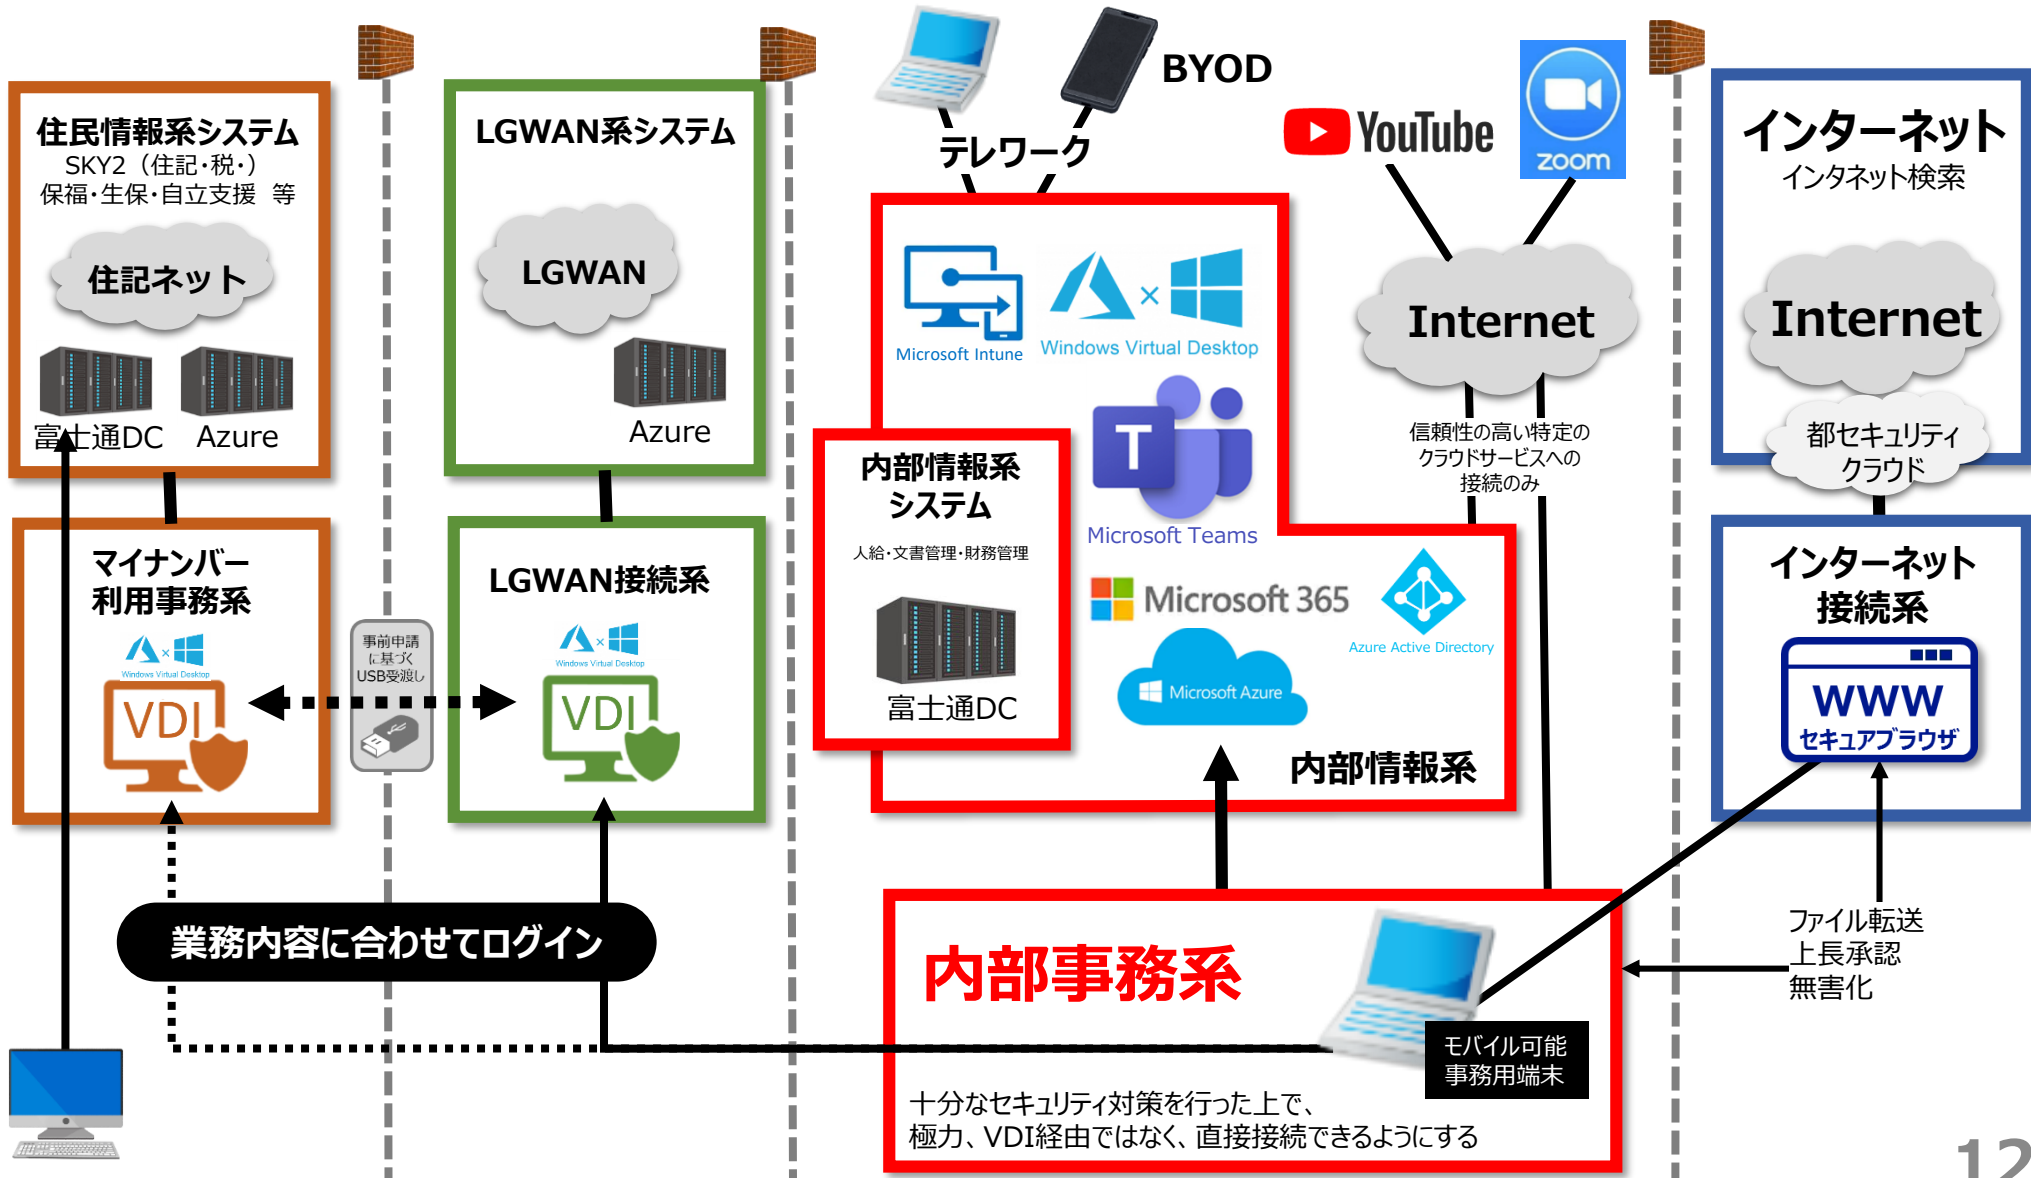 住民情報系システム
SKY2（住記・税・）
保福・生保・自立支援 等
住記ネット
富士通DC
Azure
マイナンバー
利用事務系
Windows Virtual Desktop
VDI
事前申請
に基づく
USB受渡し
LGWAN系システム
LGWAN
Azure
LGWAN接続系
Windows Virtual Desktop
VDI
業務内容に合わせてログイン
BYOD
テレワーク
Microsoft Intune
Windows Virtual Desktop
Microsoft Teams
内部情報系
システム
人給・文書管理・財務管理
富士通DC
Microsoft 365
Azure Active Directory
Microsoft Azure
内部情報系
YouTube
zoom
Internet
信頼性の高い特定の
クラウドサービスへの
接続のみ
インターネット
インタネット検索
Internet
都セキュリティ
クラウド
インターネット
接続系
WWW
セキュアブラウザ
ファイル転送
上長承認
無害化
内部事務系
モバイル可能
事務用端末
十分なセキュリティ対策を行った上で、
極力、VDI経由ではなく、直接接続できるようにする
12